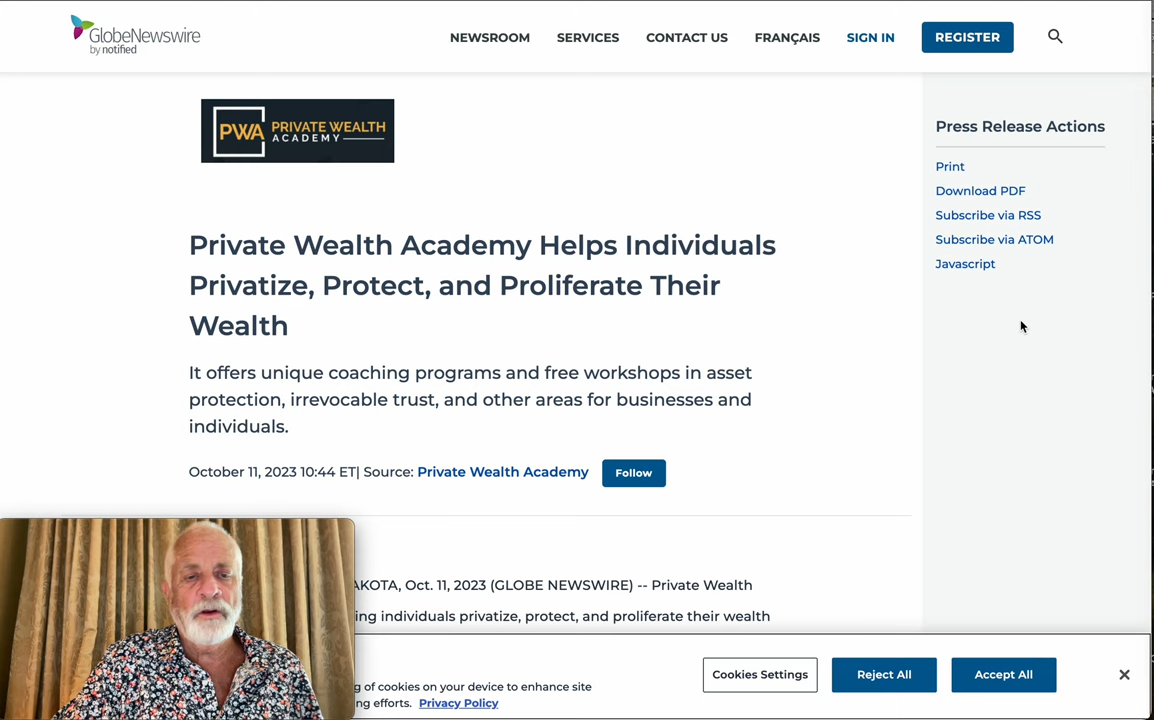 GlobeNewswire
by notified
NEWSROOM SERVICES CONTACT US FRANÇAIS SIGN IN REGISTER
PWA PRIVATE WEALTH
ACADEMY
Press Release Actions
Print
Download PDF
Subscribe via RSS
Subscribe via ATOM
Javascript
Private Wealth Academy Helps Individuals
Privatize, Protect, and Proliferate Their
Wealth
It offers unique coaching programs and free workshops in asset
protection, irrevocable trust, and other areas for businesses and
individuals.
October 11, 2023 10:44 ET| Source: Private Wealth Academy Follow
AKOTA, Oct. 11, 2023 (GLOBE NEWSWIRE) -- Private Wealth
ing individuals privatize, protect, and proliferate their wealth
g of cookies on your device to enhance site
ng efforts. Privacy Policy
Cookies Settings Reject All Accept All